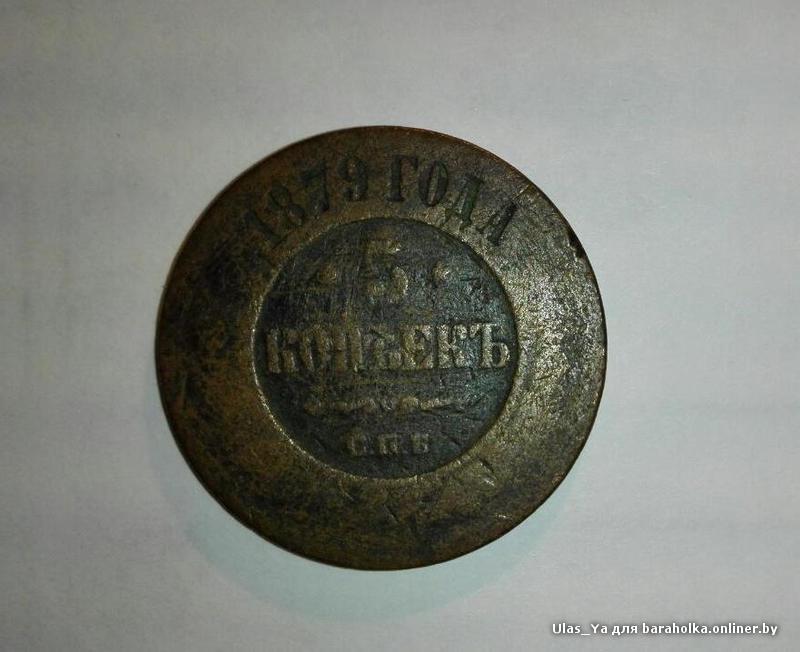 1879 ГОДА
5
КОПѢЕКЪ
С.П.Б
Ulas_Ya для baraholka.onliner.by